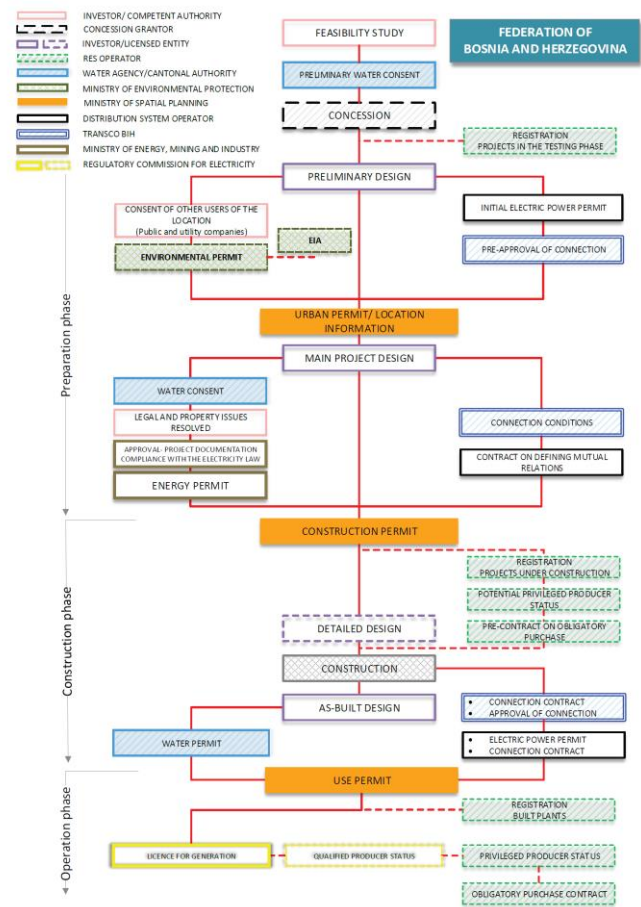 INVESTOR/ COMPETENT AUTHORITY
CONCESSION GRANTOR
INVESTOR/LICENSED ENTITY
RES OPERATOR
WATER AGENCY/CANTONAL AUTHORITY
MINISTRY OF ENVIRONMENTAL PROTECTION
MINISTRY OF SPATIAL PLANNING
DISTRIBUTION SYSTEM OPERATOR
TRANSCO BIH
MINISTRY OF ENERGY, MINING AND INDUSTRY
REGULATORY COMMISSION FOR ELECTRICITY
FEDERATION OF
BOSNIA AND HERZEGOVINA
FEASIBILITY STUDY
PRELIMINARY WATER CONSENT
CONCESSION
REGISTRATION
PROJECTS IN THE TESTING PHASE
PRELIMINARY DESIGN
CONSENT OF OTHER USERS OF THE
LOCATION
(Public and utility companies)
EIA
ENVIRONMENTAL PERMIT
INITIAL ELECTRIC POWER PERMIT
PRE-APPROVAL OF CONNECTION
URBAN PERMIT/ LOCATION
INFORMATION
Preparation phase
MAIN PROJECT DESIGN
WATER CONSENT
LEGAL AND PROPERTY ISSUES
RESOLVED
APPROVAL- PROJECT DOCUMENTATION
COMPLIANCE WITH THE ELECTRICITY LAW
ENERGY PERMIT
CONNECTION CONDITIONS
CONTRACT ON DEFINING MUTUAL
RELATIONS
CONSTRUCTION PERMIT
REGISTRATION
PROJECTS UNDER CONSTRUCTION
POTENTIAL PRIVILEGED PRODUCER
STATUS
PRE-CONTRACT ON OBLIGATORY
PURCHASE
Construction phase
DETAILED DESIGN
CONSTRUCTION
AS-BUILT DESIGN
• CONNECTION CONTRACT
• APPROVAL OF CONNECTION
WATER PERMIT
• ELECTRIC POWER PERMIT
• CONNECTION CONTRACT
USE PERMIT
Operation phase
REGISTRATION
BUILT PLANTS
LICENCE FOR GENERATION
QUALIFIED PRODUCER STATUS
PRIVILEGED PRODUCER STATUS
OBLIGATORY PURCHASE CONTRACT